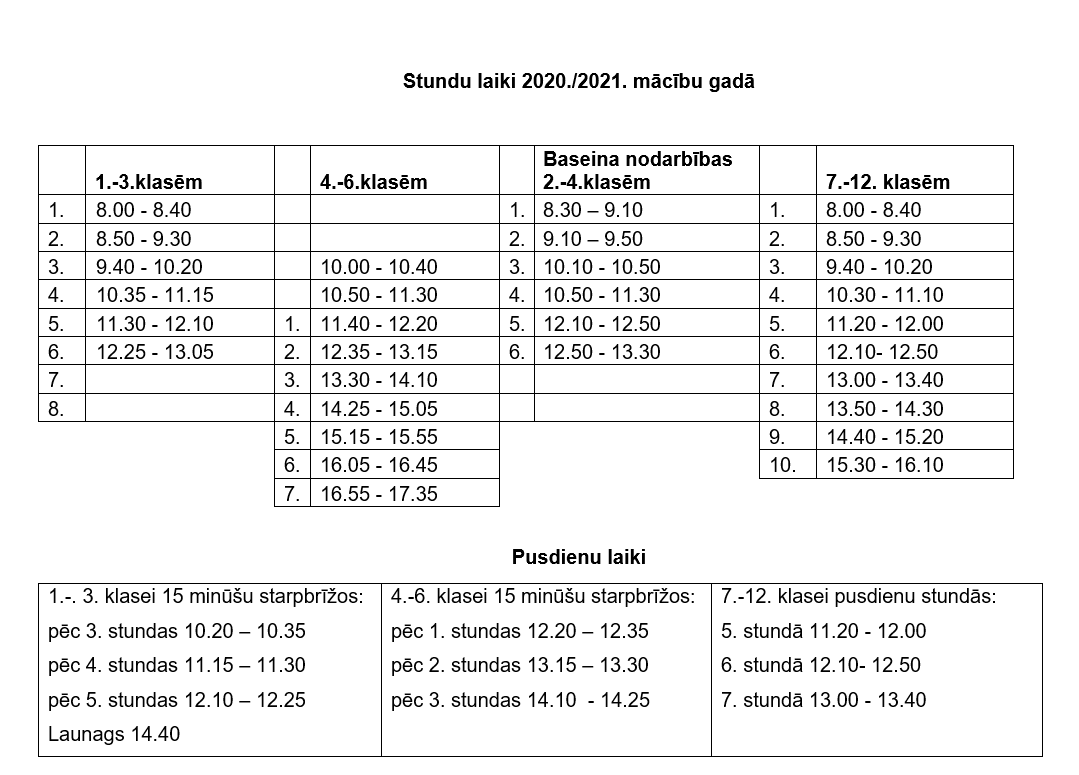 Stundu laiki 2020./2021. mācību gadā
Baseina nodarbības
1.-3.klasēm 4.-6.klasēm 2.-4.klasēm 7.-12. klasēm
1. 8.00 - 8.40 1. 8.30 – 9.10 1. 8.00 - 8.40
2. 8.50 - 9.30 2. 9.10 – 9.50 2. 8.50 - 9.30
3. 9.40 - 10.20 10.00 - 10.40 3. 10.10 - 10.50 3. 9.40 - 10.20
4. 10.35 - 11.15 10.50 - 11.30 4. 10.50 - 11.30 4. 10.30 - 11.10
5. 11.30 - 12.10 1. 11.40 - 12.20 5. 12.10 - 12.50 5. 11.20 - 12.00
6. 12.25 - 13.05 2. 12.35 - 13.15 6. 12.50 - 13.30 6. 12.10- 12.50
7. 3. 13.30 - 14.10 7. 13.00 - 13.40
8. 4. 14.25 - 15.05 8. 13.50 - 14.30
5. 15.15 - 15.55 9. 14.40 - 15.20
6. 16.05 - 16.45 10. 15.30 - 16.10
7. 16.55 - 17.35
Pusdienu laiki
1.-. 3. klasei 15 minūšu starpbrīžos: 4.-6. klasei 15 minūšu starpbrīžos: 7.-12. klasei pusdienu stundās:
pēc 3. stundas 10.20 – 10.35 pēc 1. stundas 12.20 – 12.35 5. stundā 11.20 - 12.00
pēc 4. stundas 11.15 – 11.30 pēc 2. stundas 13.15 – 13.30 6. stundā 12.10- 12.50
pēc 5. stundas 12.10 – 12.25 pēc 3. stundas 14.10 - 14.25 7. stundā 13.00 - 13.40
Launags 14.40